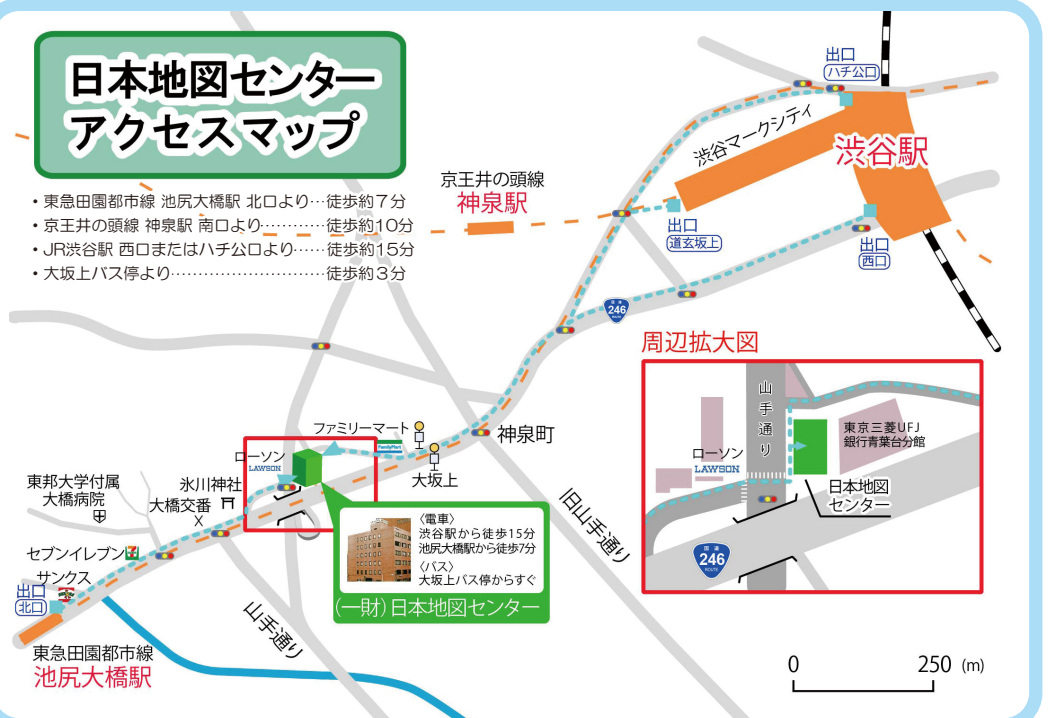 日本地図センター
アクセスマップ
・東急田園都市線 池尻大橋駅 北口より…徒歩約7分
・京王井の頭線 神泉駅 南口より…………徒歩約10分
・JR渋谷駅 西口またはハチ公口より……徒歩約15分
・大坂上バス停より………………………徒歩約3分
出口
ハチ公口
渋谷マークシティ
渋谷駅
京王井の頭線
神泉駅
出口
道玄坂上
出口
西口
国道
246
ROUTE
周辺拡大図
山手通り
東京三菱UFJ
銀行青葉台分館
ローソン
LAWSON
日本地図
センター
国道
246
ROUTE
ファミリーマート
FamilyMart
神泉町
大坂上
ローソン
LAWSON
氷川神社
東邦大学付属
大橋病院
大橋交番
セブンイレブン
サンクス
出口
北口
東急田園都市線
池尻大橋駅
〈電車〉
渋谷駅から徒歩15分
池尻大橋駅から徒歩7分
〈バス〉
大坂上バス停からすぐ
(一財)日本地図センター
山手通り
旧山手通り
0 250 (m)